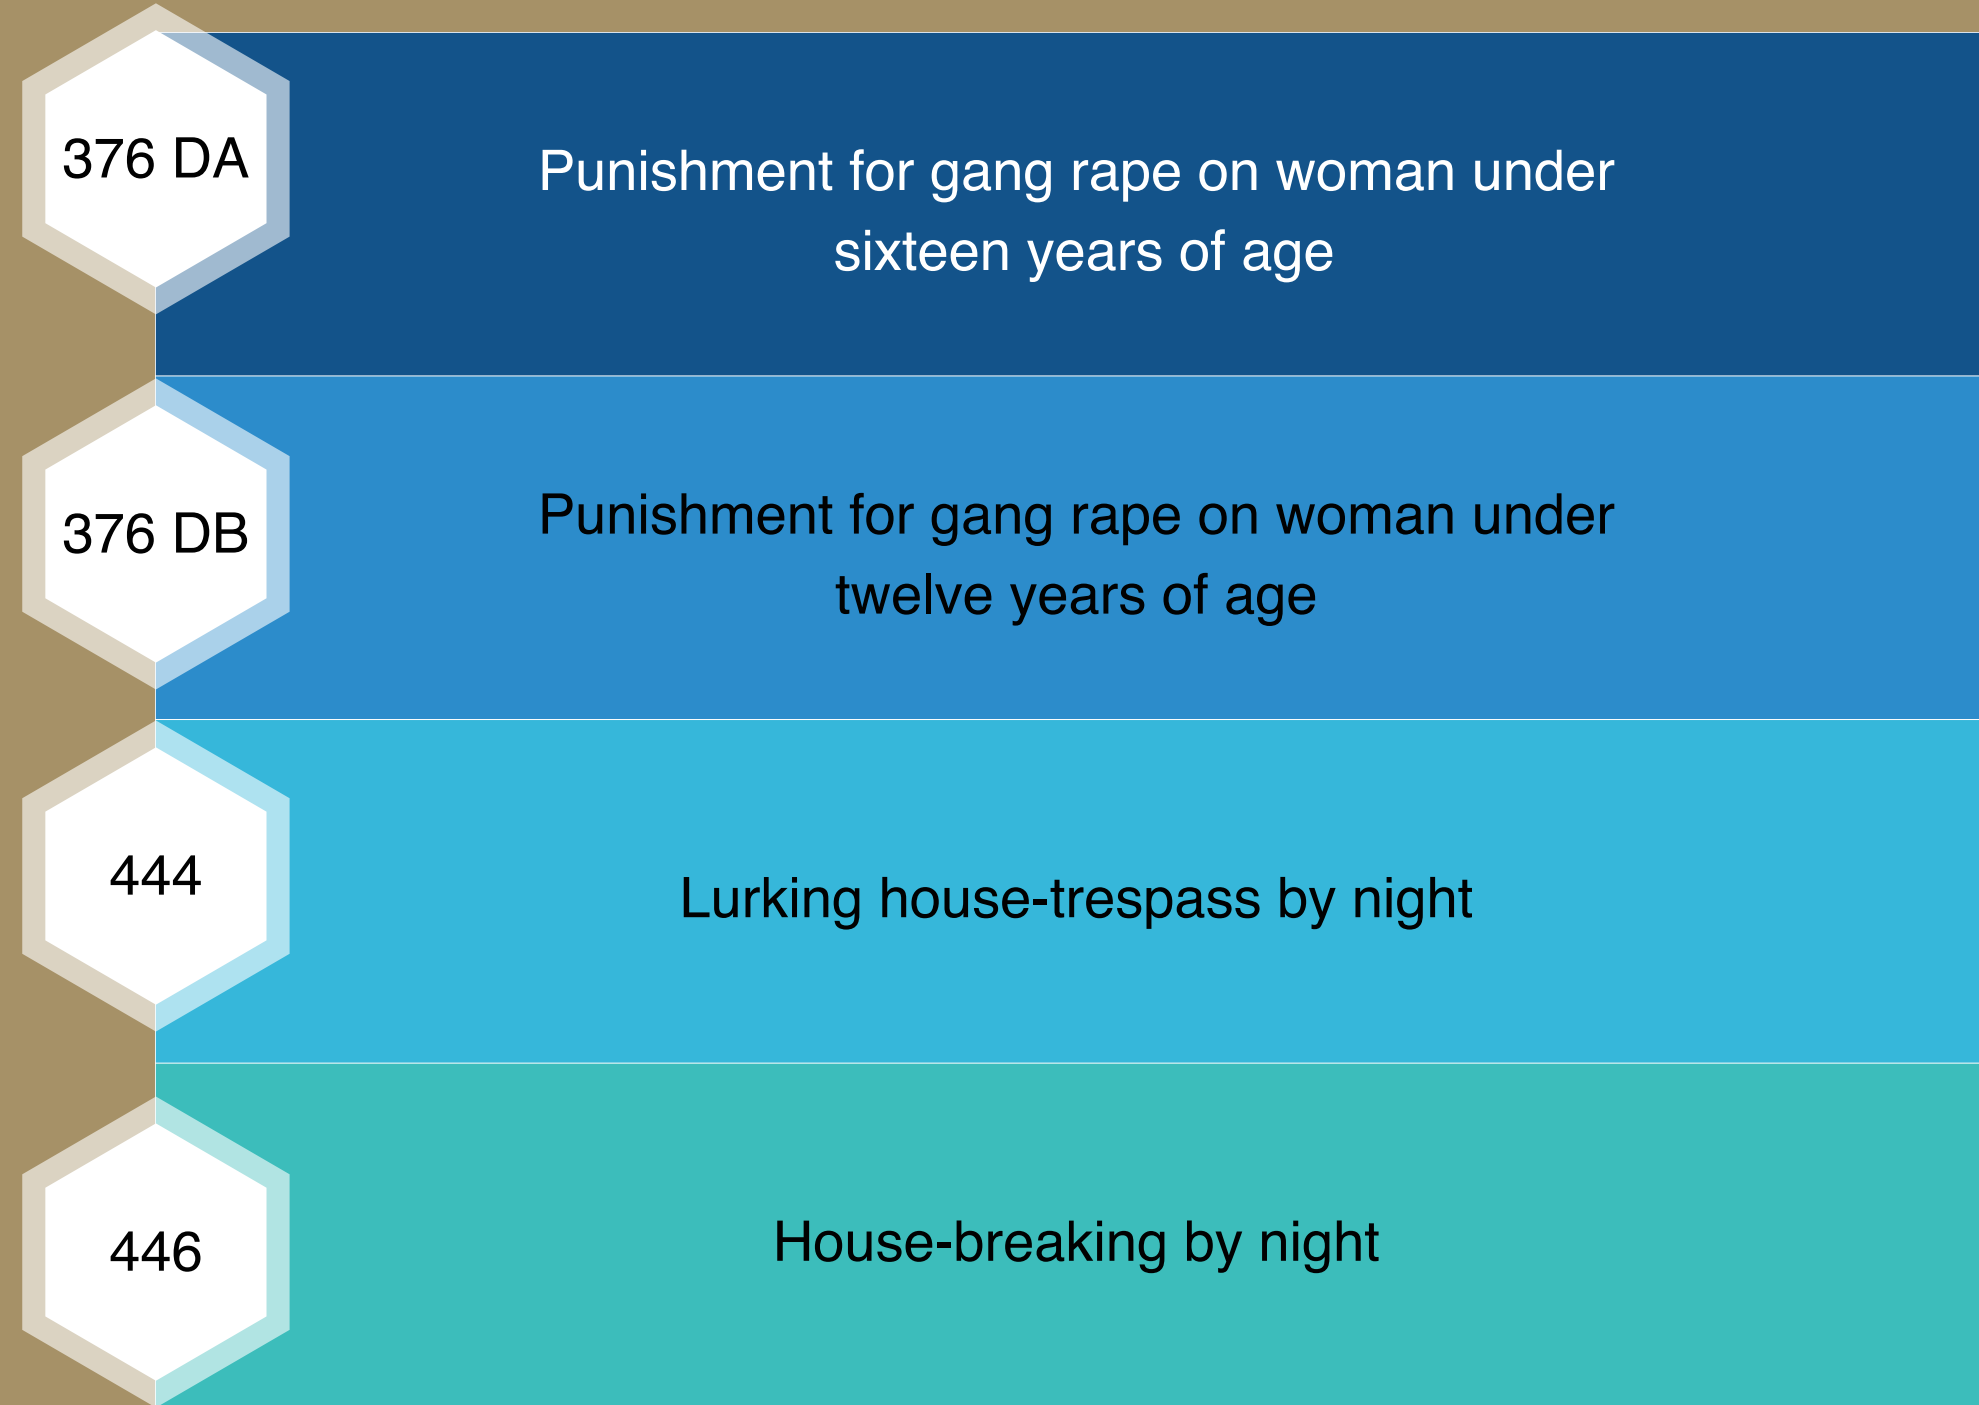 376 DA
Punishment for gang rape on woman under
sixteen years of age
376 DB
Punishment for gang rape on woman under
twelve years of age
444
Lurking house-trespass by night
446
House-breaking by night